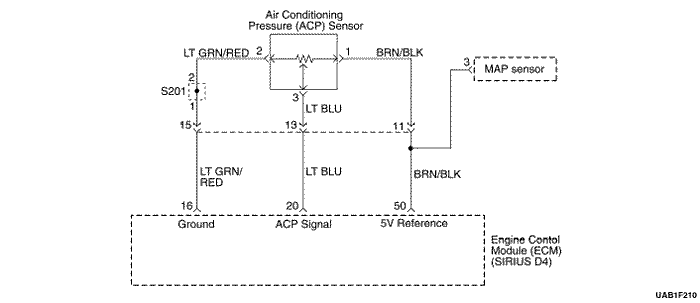 Air Conditioning
Pressure (ACP) Sensor
LT GRN/RED
2
1
BRN/BLK
3
MAP sensor
2
S201
1
3
LT BLU
15
13
11
LT GRN/
RED
LT BLU
BRN/BLK
16
20
50
Ground
ACP Signal
5V Reference
Engine Contol
Module (ECM)
(SIRIUS D4)
UAB1F210